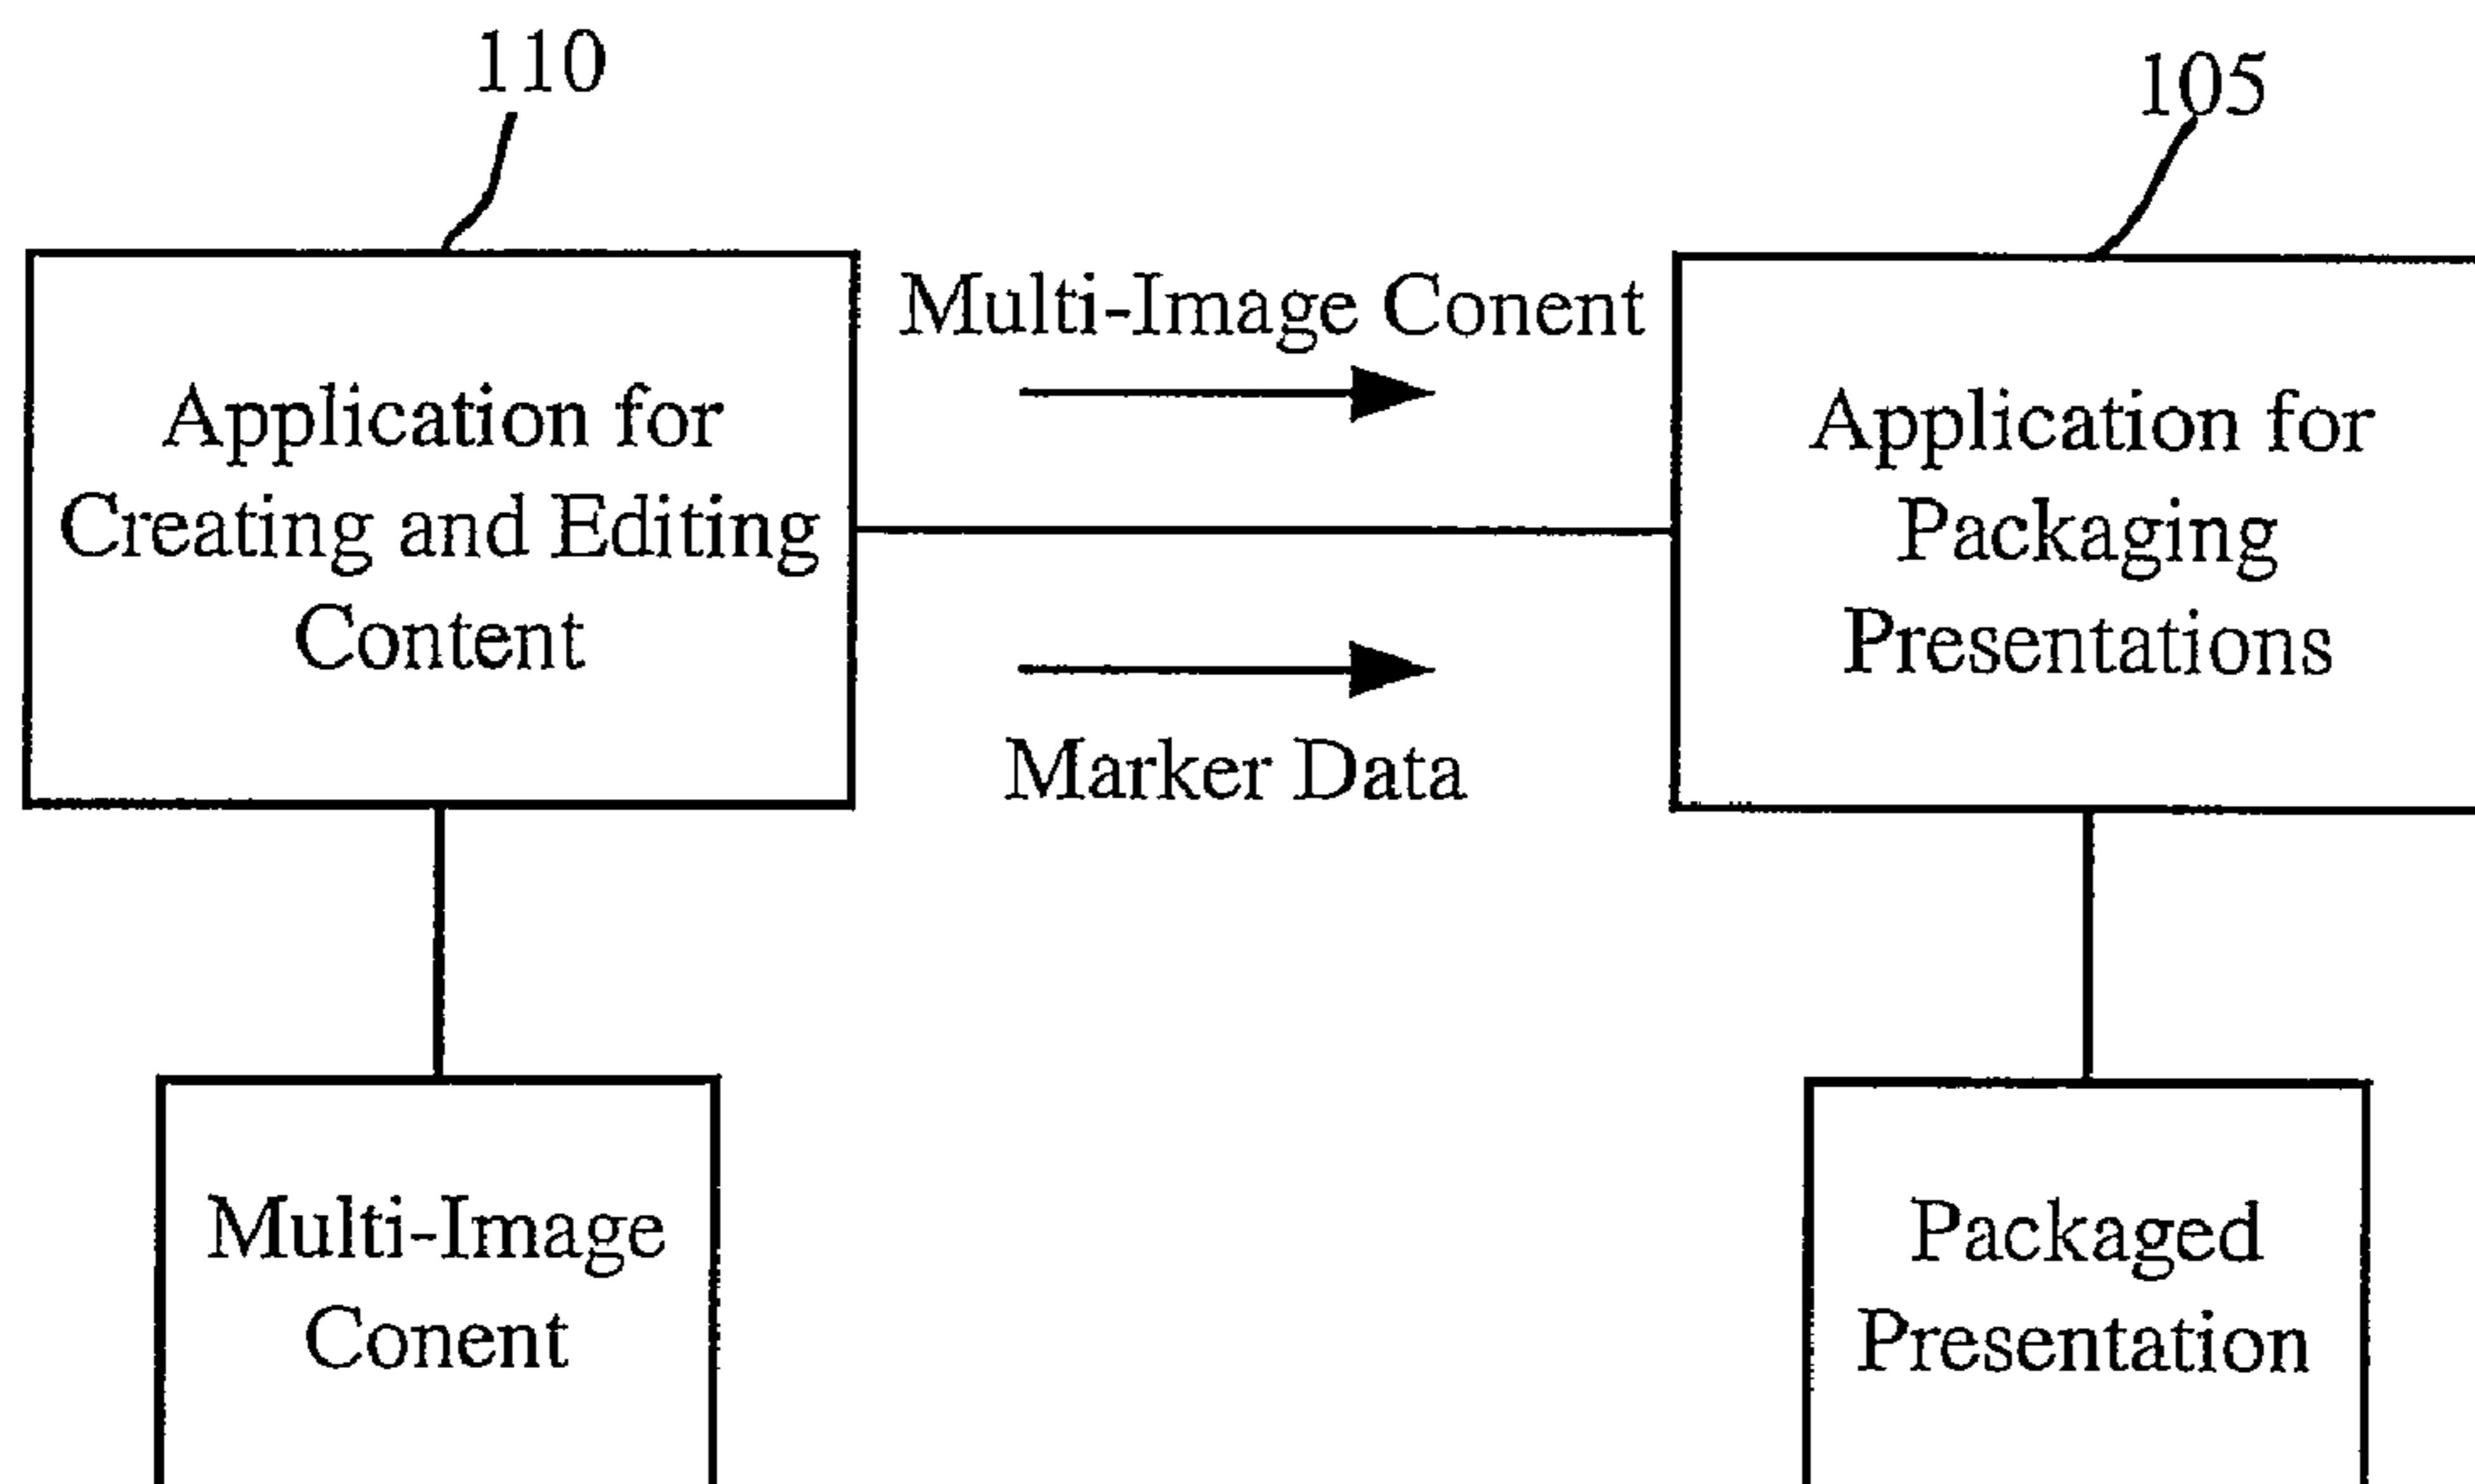 110
105
Application for
Creating and Editing
Content
Multi-Image Conent
Marker Data
Application for
Packaging
Presentations
Multi-Image
Conent
Packaged
Presentation